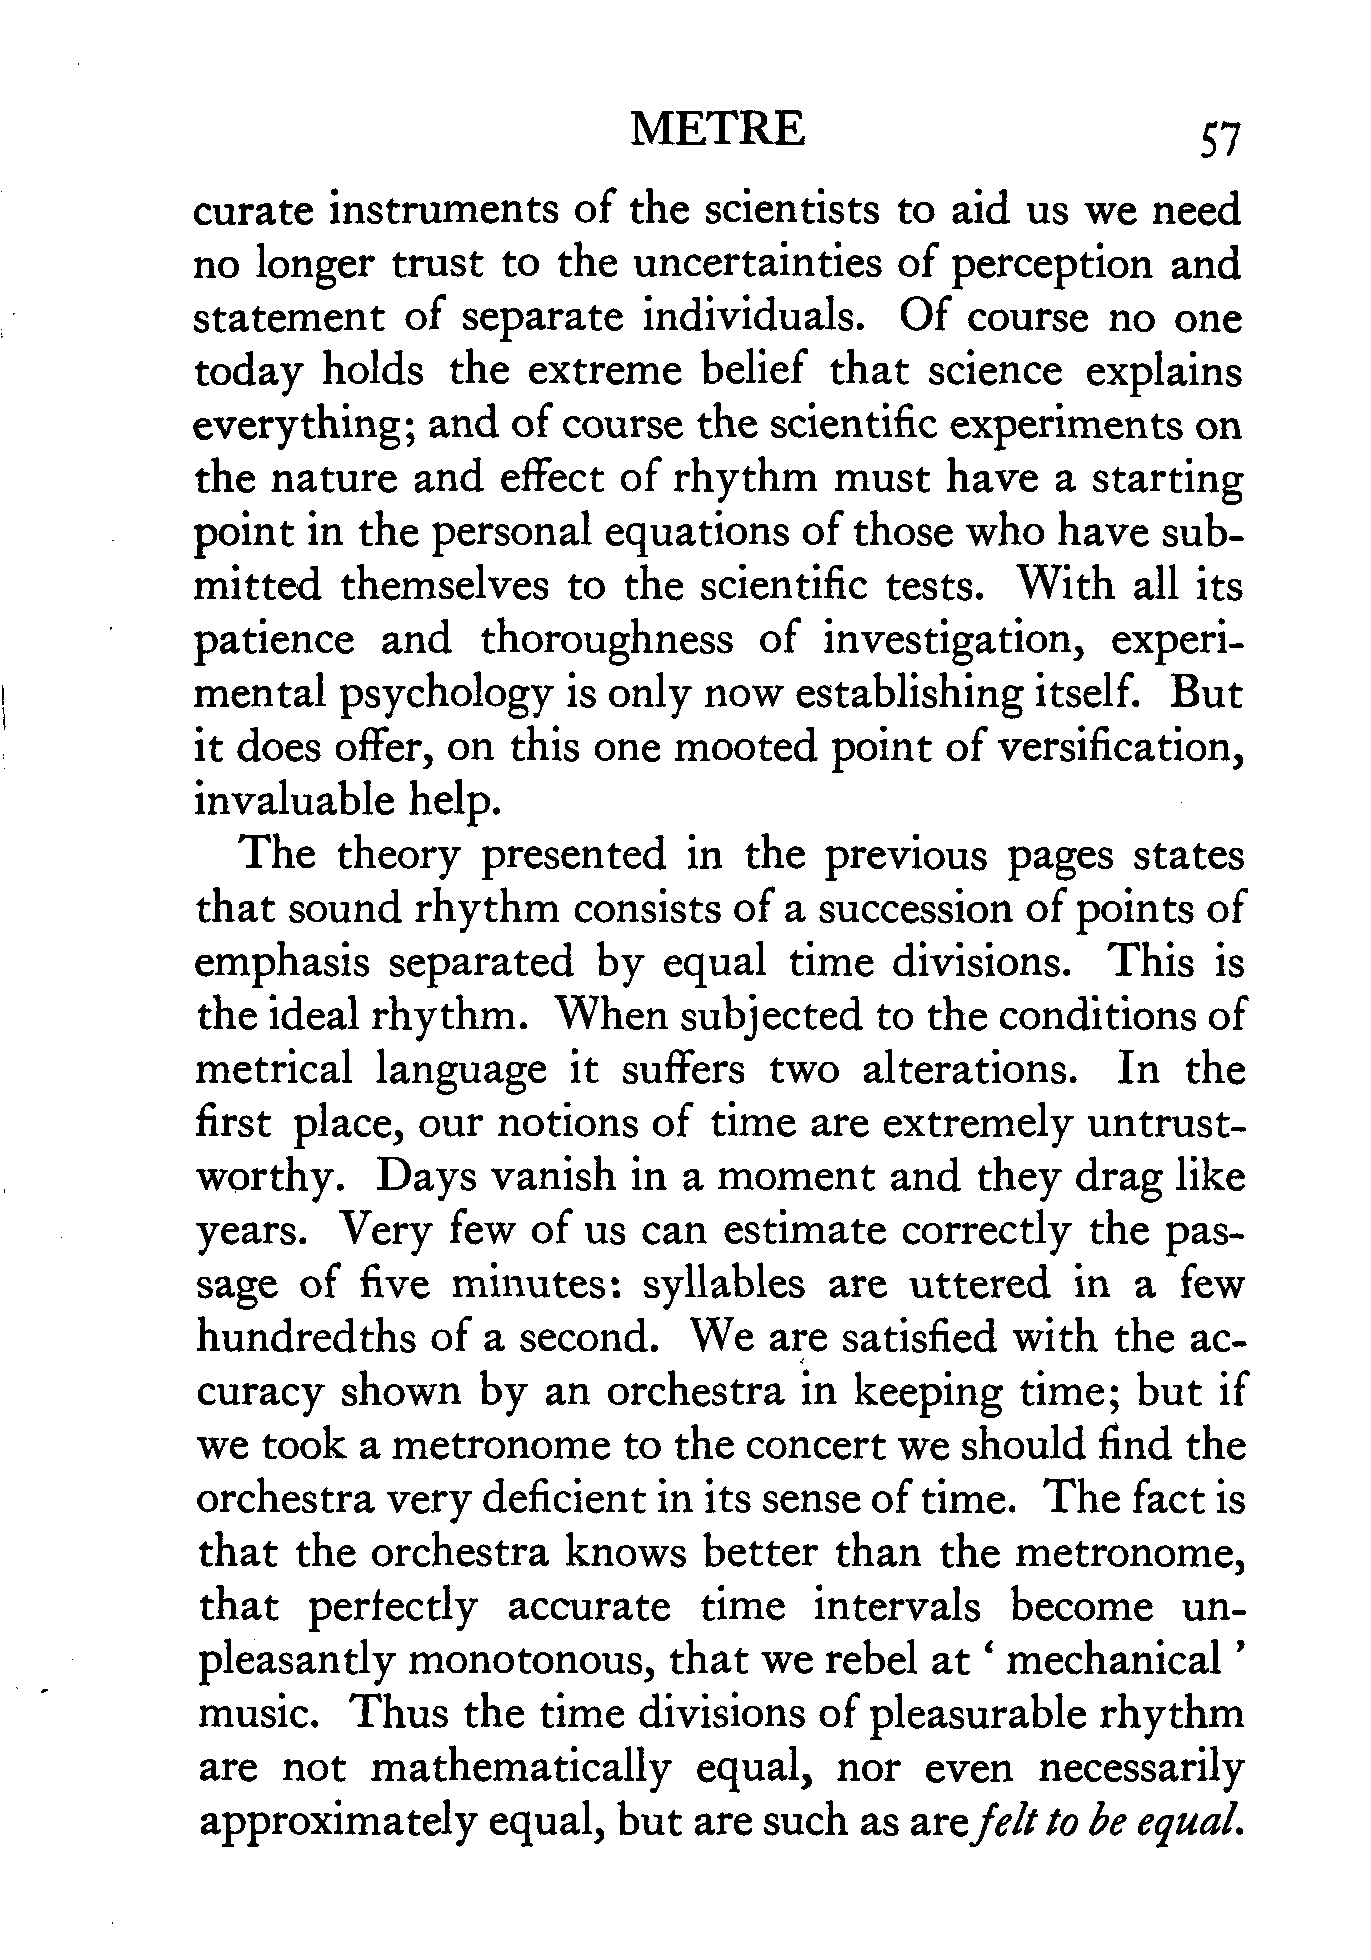 METRE 57
curate instruments of the scientists to aid us we need
no longer trust to the uncertainties of perception and
statement of separate individuals. Of course no one
today holds the extreme belief that science explains
everything; and of course the scientific experiments on
the nature and effect of rhythm must have a starting
point in the personal equations of those who have sub-
mitted themselves to the scientific tests. With all its
patience and thoroughness of investigation, experi-
mental psychology is only now establishing itself. But
it does offer, on this one mooted point of versification,
invaluable help.
The theory presented in the previous pages states
that sound rhythm consists of a succession of points of
emphasis separated by equal time divisions. This is
the ideal rhythm. When subjected to the conditions of
metrical language it suffers two alterations. In the
first place, our notions of time are extremely untrust-
worthy. Days vanish in a moment and they drag like
years. Very few of us can estimate correctly the pas-
sage of five minutes: syllables are uttered in a few
hundredths of a second. We are satisfied with the ac-
curacy shown by an orchestra in keeping time; but if
we took a metronome to the concert we should find the
orchestra very deficient in its sense of time. The fact is
that the orchestra knows better than the metronome,
that perfectly accurate time intervals become un-
pleasantly monotonous, that we rebel at ‘ mechanical ’
music. Thus the time divisions of pleasurable rhythm
are not mathematically equal, nor even necessarily
approximately equal, but are such as are felt to be equal.